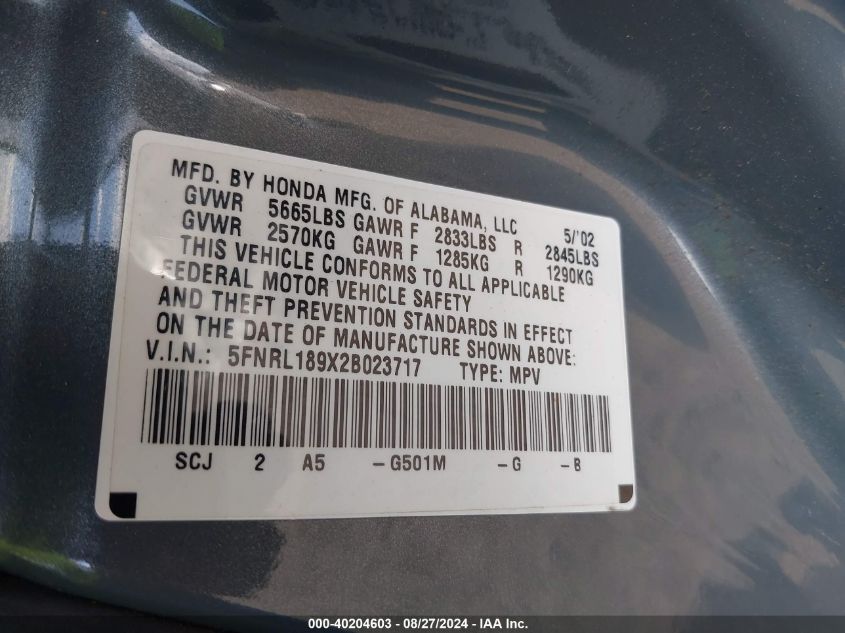 MFD. BY HONDA MFG. OF ALABAMA, LLC 5/'02
GVWR 5665LBS GAWR F 2833LBS R 2845LBS
GVWR 2570KG GAWR F 1285KG R 1290KG
THIS VEHICLE CONFORMS TO ALL APPLICABLE
FEDERAL MOTOR VEHICLE SAFETY
AND THEFT PREVENTION STANDARDS IN EFFECT
ON THE DATE OF MANUFACTURE SHOWN ABOVE:
V.I.N.: 5FNRL189X2B023717 TYPE: MPV
SCJ 2 A5 -G501M -G -B
000-40204603 - 08/27/2024 - IAA Inc.